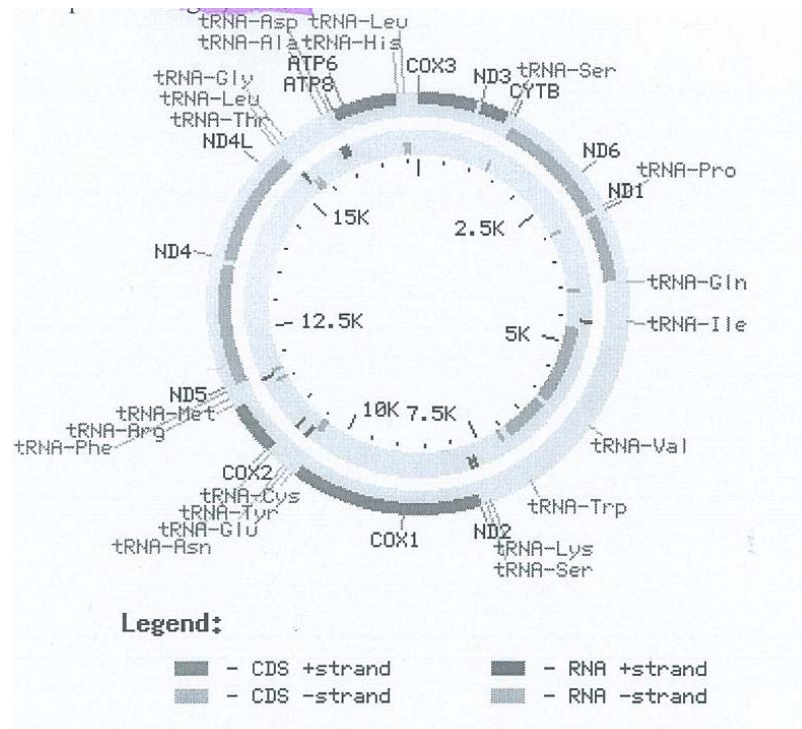 tRNA-Asp tRNA-Leu
tRNA-Ala tRNA-His
ATP6 COX3
ATP8 ND3 tRNA-Ser
tRNA-Gly CYTB
tRNA-Leu
tRNA-Thr
ND4L ND6
tRNA-Pro
ND1
15K 2.5K
ND4
tRNA-Gln
12.5K tRNA-Ile
5K
ND5
tRNA-Met 10K 7.5K
tRNA-Arg
tRNA-Phe tRNA-Val
COX2
tRNA-Cys
tRNA-Tyr tRNA-Trp
tRNA-Glu
COX1 ND2
tRNA-Asn tRNA-Lys
tRNA-Ser
Legend:
- CDS +strand - RNA +strand
- CDS -strand - RNA -strand